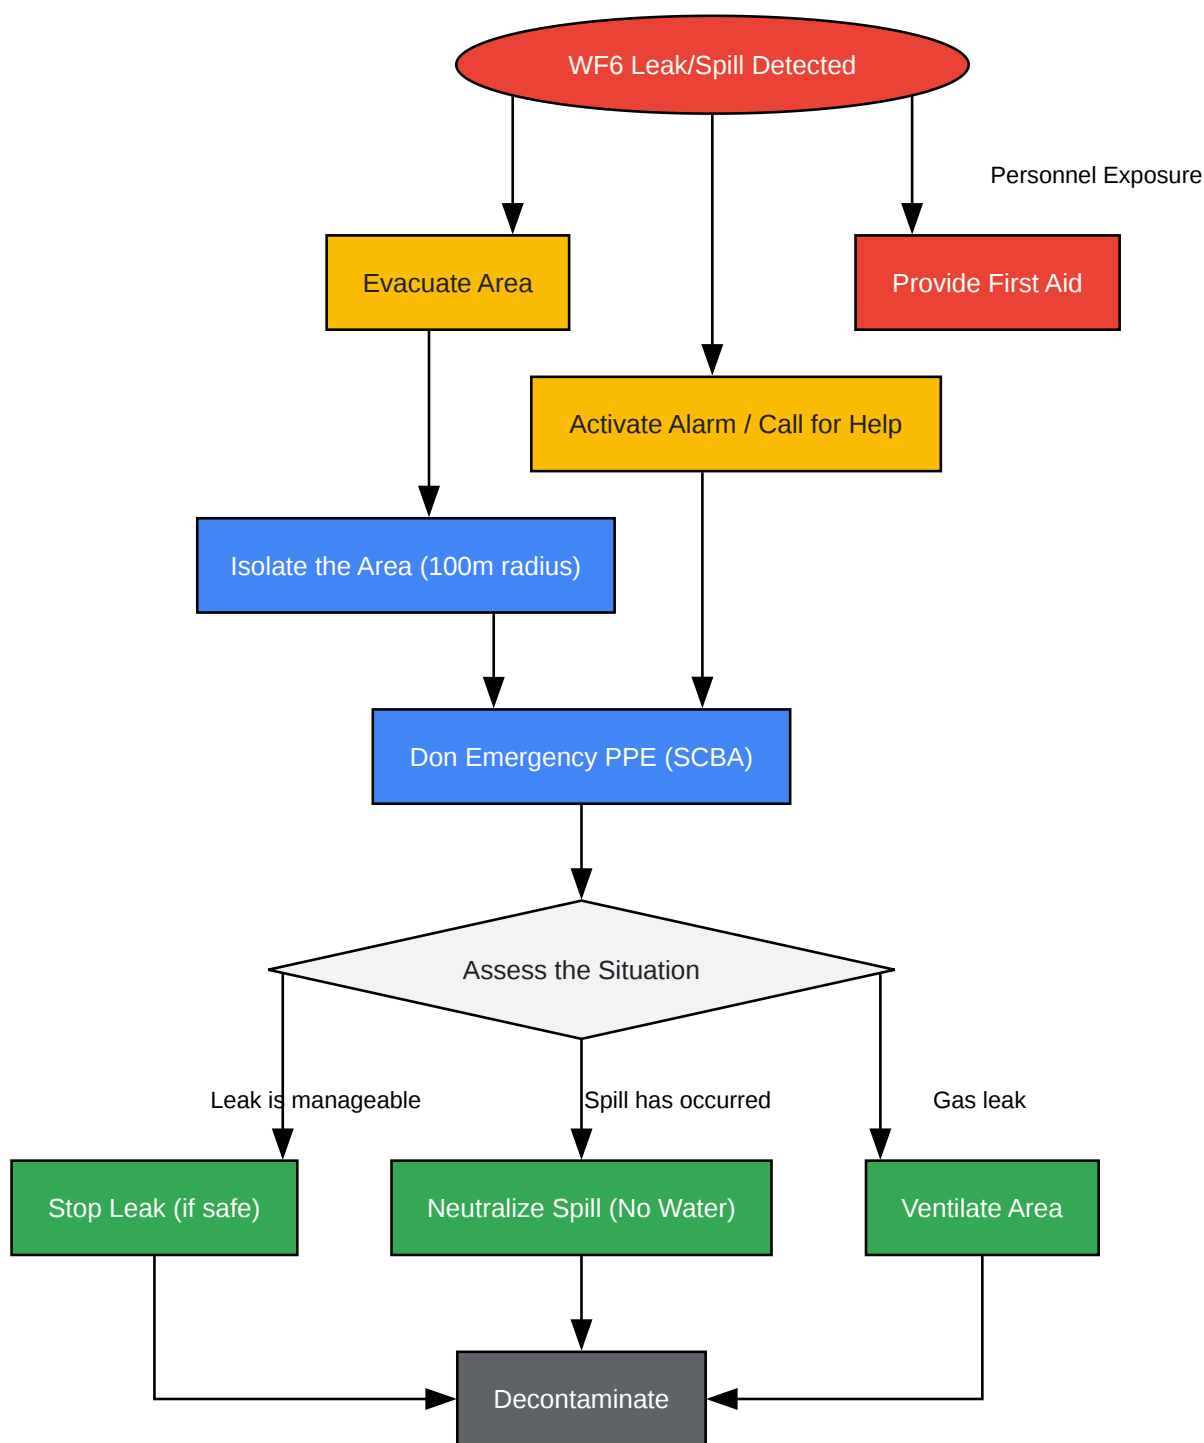 WF6 Leak/Spill Detected
Personnel Exposure
Evacuate Area
Provide First Aid
Activate Alarm / Call for Help
Isolate the Area (100m radius)
Don Emergency PPE (SCBA)
Assess the Situation
Leak is manageable
Spill has occurred
Gas leak
Stop Leak (if safe)
Neutralize Spill (No Water)
Ventilate Area
Decontaminate